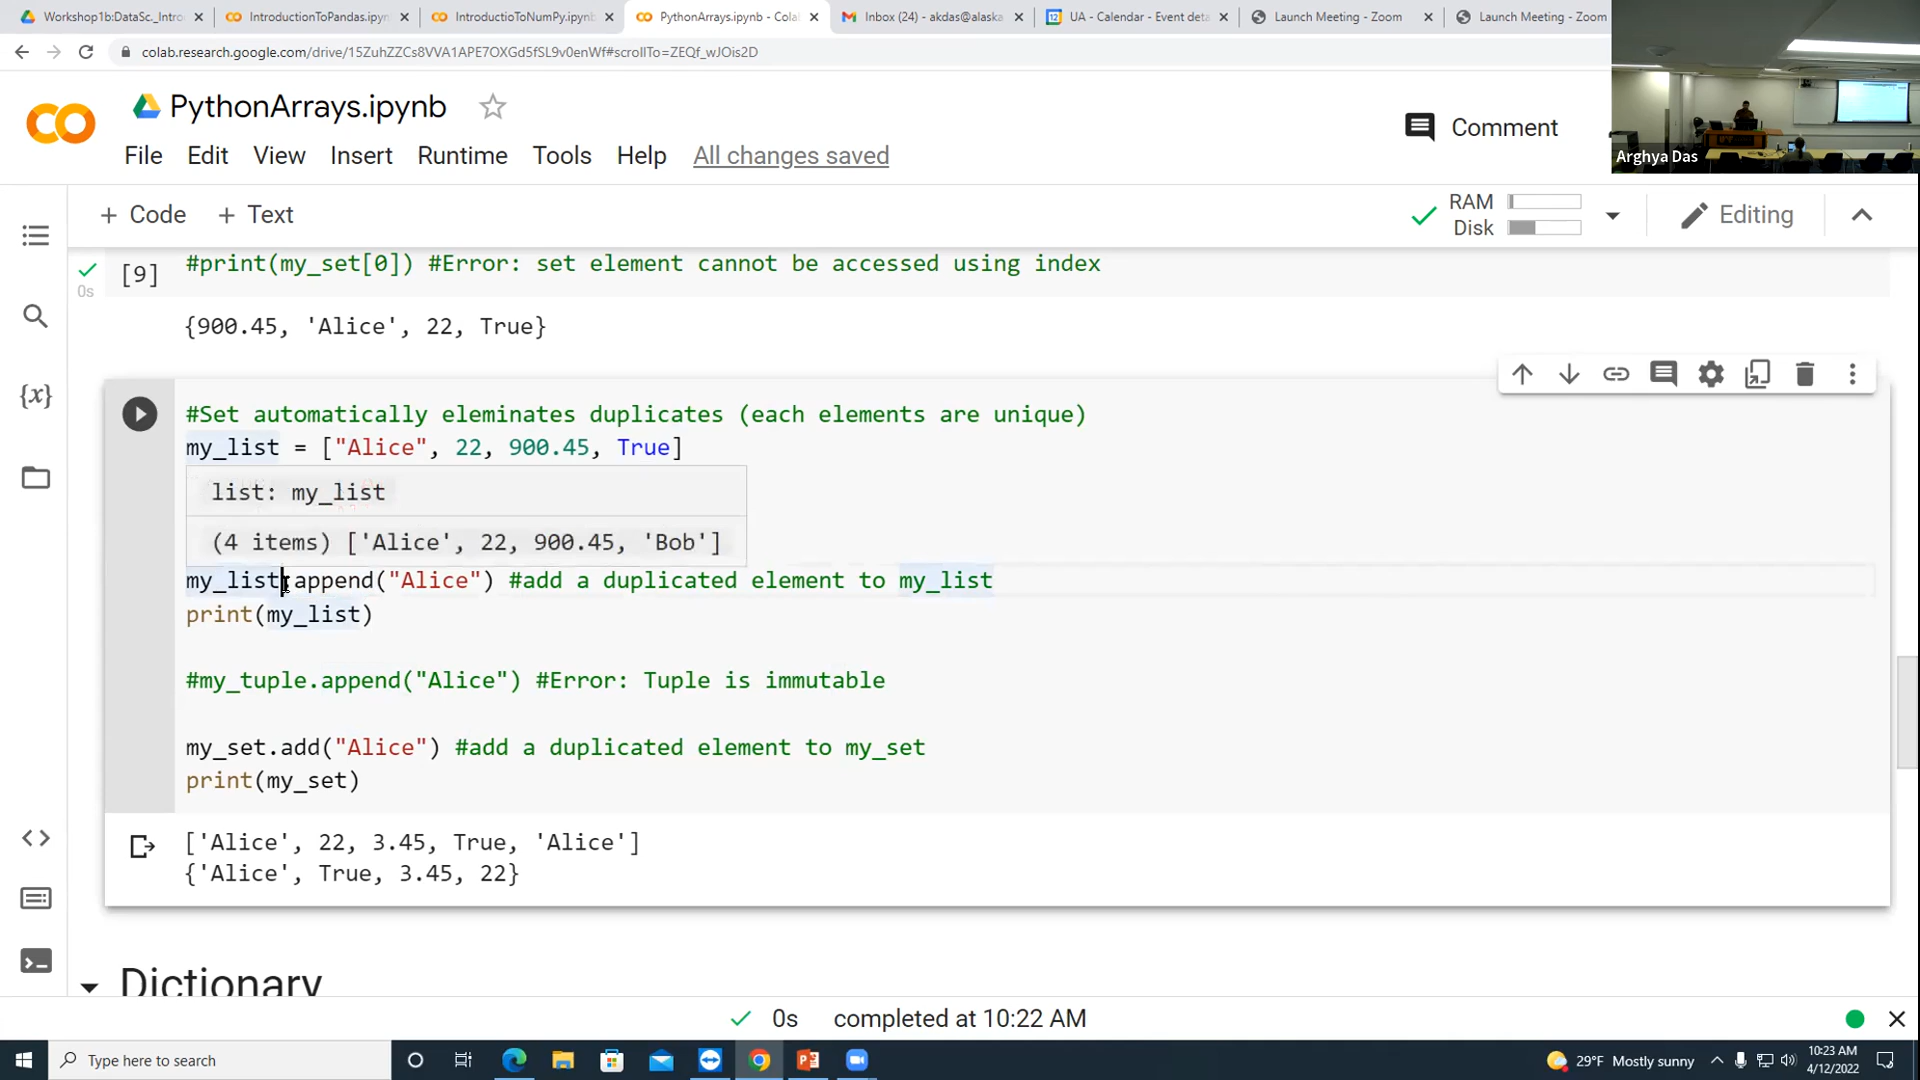 Workshop1b:DataSc._Intro
IntroductionToPandas.ipyn
IntroductioToNumPy.ipynb
PythonArrays.ipynb - Cola
Inbox (24) - akdas@alaska
UA - Calendar - Event deta
Launch Meeting - Zoom
Launch Meeting - Zoom
colab.research.google.com/drive/15ZuhZZCs8VVA1APE7OXGd5fSL9v0enWf#scrollTo=ZEQf_wJOis2D
PythonArrays.ipynb
Comment
Arghya Das
File Edit View Insert Runtime Tools Help All changes saved
+ Code + Text
RAM
Disk
Editing
[9] #print(my_set[0]) #Error: set element cannot be accessed using index
0s
{900.45, 'Alice', 22, True}
#Set automatically eleminates duplicates (each elements are unique)
my_list = ["Alice", 22, 900.45, True]
list: my_list
(4 items) ['Alice', 22, 900.45, 'Bob']
my_list.append("Alice") #add a duplicated element to my_list
print(my_list)
#my_tuple.append("Alice") #Error: Tuple is immutable
my_set.add("Alice") #add a duplicated element to my_set
print(my_set)
['Alice', 22, 3.45, True, 'Alice']
{'Alice', True, 3.45, 22}
Dictionary
0s completed at 10:22 AM
Type here to search
29°F Mostly sunny
10:23 AM
4/12/2022